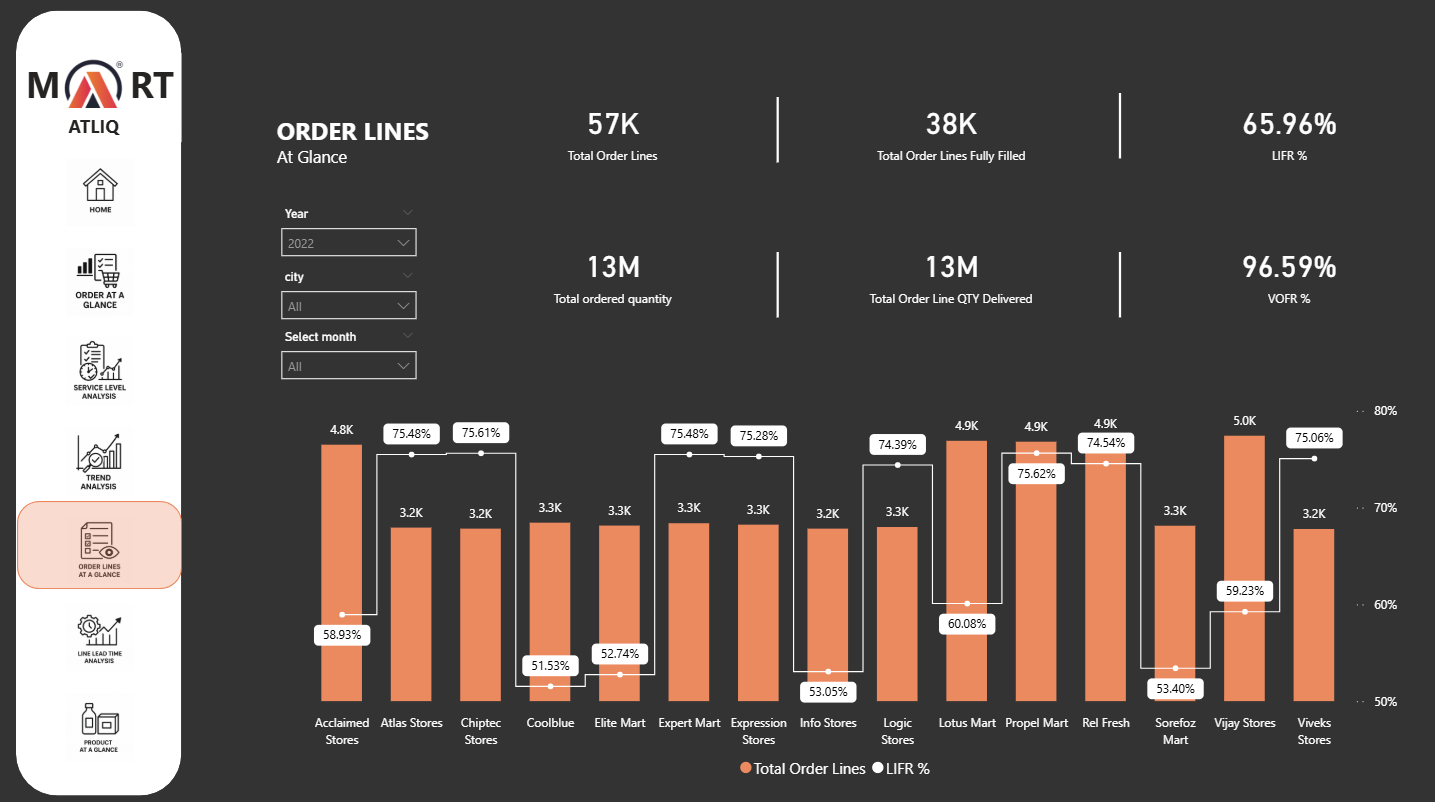 M RT
®
ATLIQ
HOME
ORDER AT A
GLANCE
SERVICE LEVEL
ANALYSIS
TREND
ANALYSIS
ORDER LINES
AT A GLANCE
LINE LEAD TIME
ANALYSIS
PRODUCT
AT A GLANCE
ORDER LINES
At Glance
57K
Total Order Lines
38K
Total Order Lines Fully Filled
65.96%
LIFR %
Year
2022
city
All
Select month
All
13M
Total ordered quantity
13M
Total Order Line QTY Delivered
96.59%
VOFR %
4.8K
3.2K
3.2K
3.3K
3.3K
3.3K
3.3K
3.2K
3.3K
4.9K
4.9K
4.9K
3.3K
5.0K
3.2K
58.93%
75.48%
75.61%
51.53%
52.74%
75.48%
75.28%
53.05%
74.39%
60.08%
75.62%
74.54%
53.40%
59.23%
75.06%
80%
70%
60%
50%
Acclaimed
Stores
Atlas Stores
Chiptec
Stores
Coolblue
Elite Mart
Expert Mart
Expression
Stores
Info Stores
Logic
Stores
Lotus Mart
Propel Mart
Rel Fresh
Sorefoz
Mart
Vijay Stores
Viveks
Stores
Total Order Lines
LIFR %